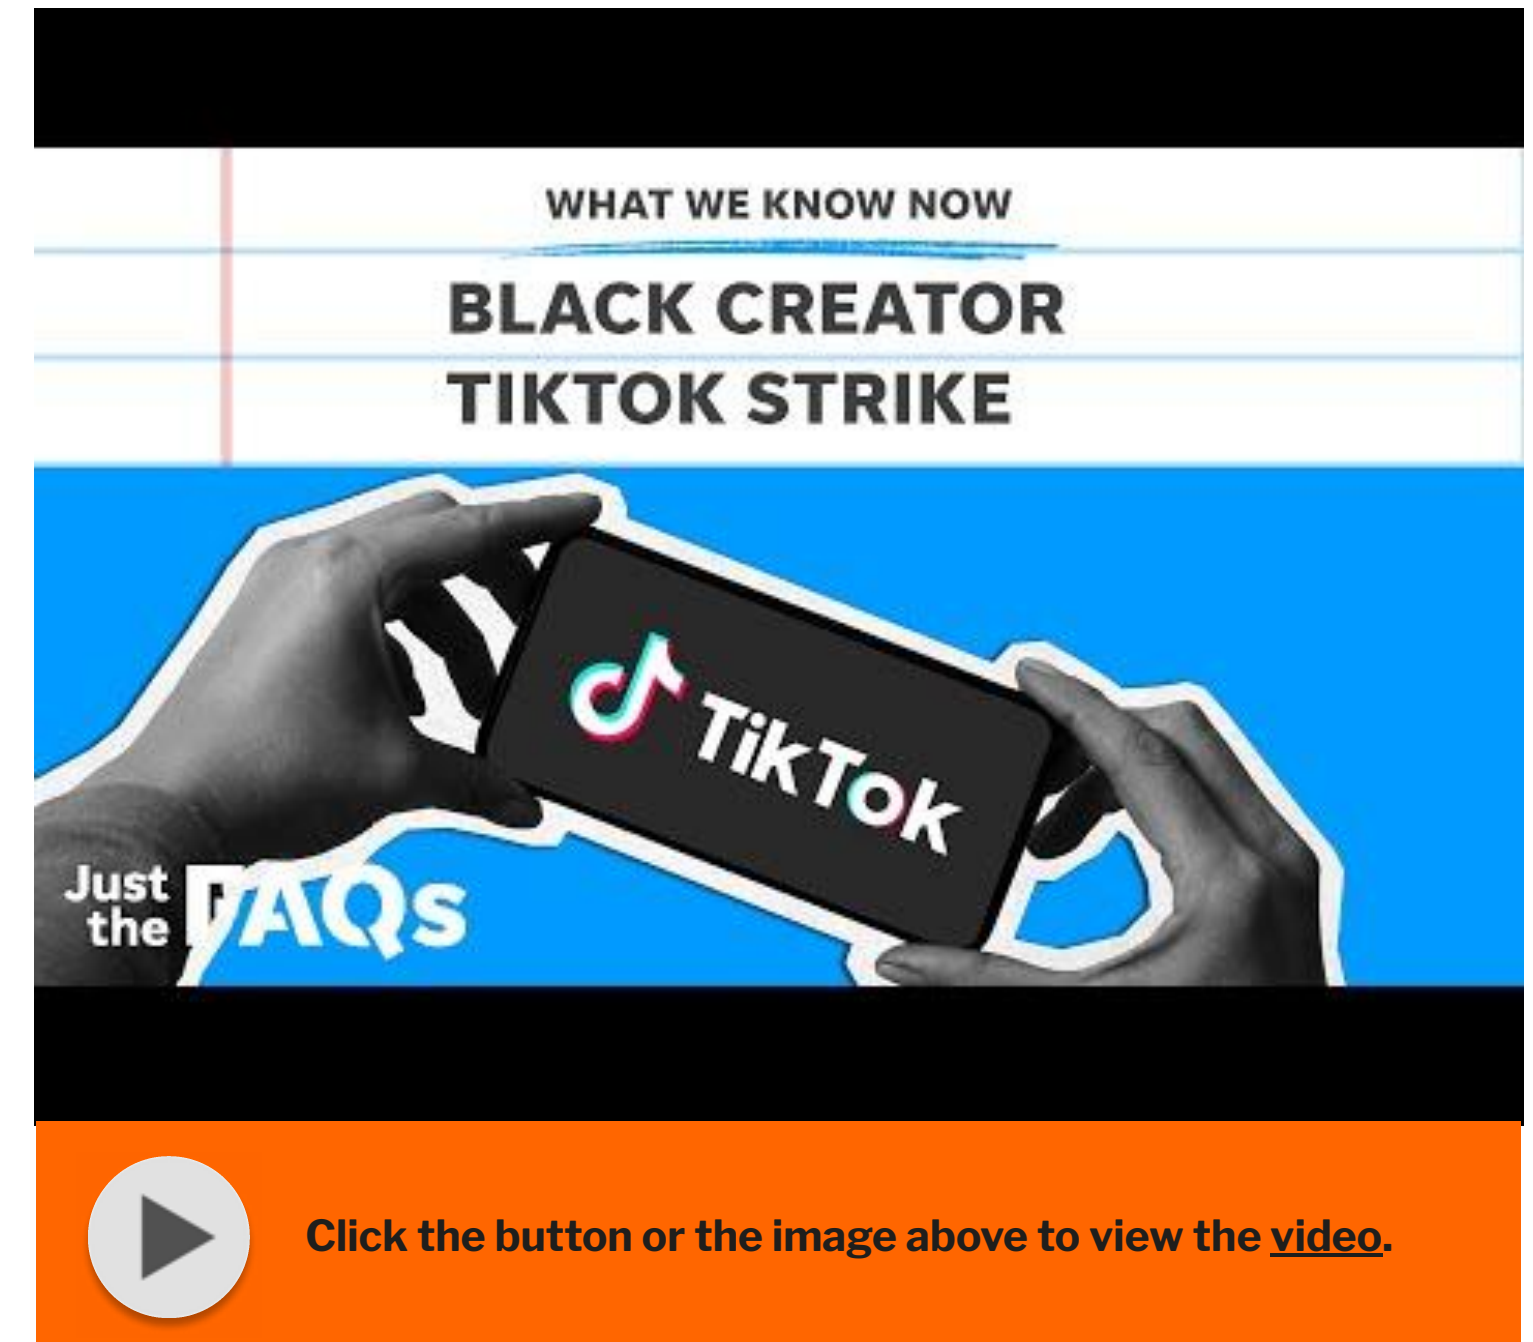 WHAT WE KNOW NOW
BLACK CREATOR
TIKTOK STRIKE
TikTok
Just
the FAQs
Click the button or the image above to view the video.